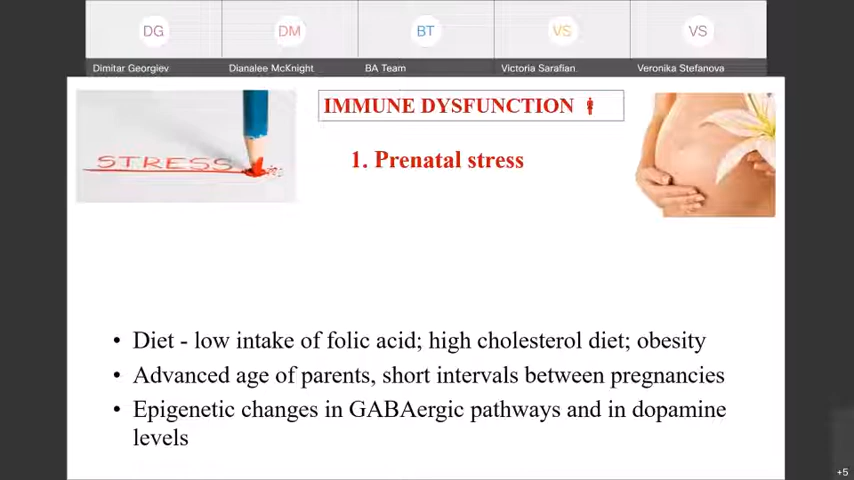 DG
DM
BT
VS
VS
Dimitar Georgiev
Dianalee McKnight
BA Team
Victoria Sarafian
Veronika Stefanova
IMMUNE DYSFUNCTION
STRESS
1. Prenatal stress
• Diet - low intake of folic acid; high cholesterol diet; obesity
• Advanced age of parents, short intervals between pregnancies
• Epigenetic changes in GABAergic pathways and in dopamine
levels
+5